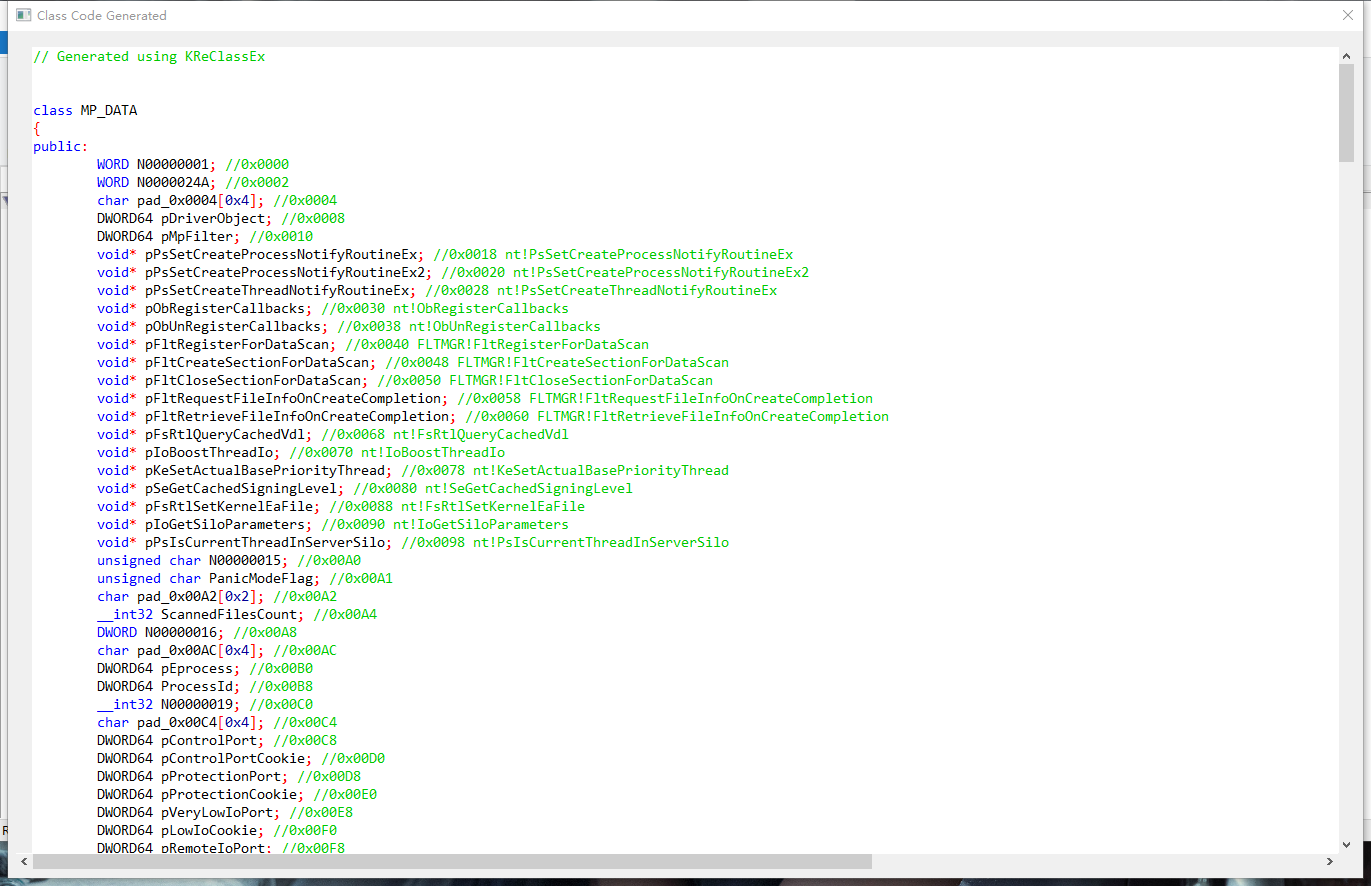 Class Code Generated
// Generated using KReClassEx
class MP_DATA
{
public:
WORD N00000001; //0x0000
WORD N0000024A; //0x0002
char pad_0x0004[0x4]; //0x0004
DWORD64 pDriverObject; //0x0008
DWORD64 pMpFilter; //0x0010
void* pPsSetCreateProcessNotifyRoutineEx; //0x0018 nt!PsSetCreateProcessNotifyRoutineEx
void* pPsSetCreateProcessNotifyRoutineEx2; //0x0020 nt!PsSetCreateProcessNotifyRoutineEx2
void* pPsSetCreateThreadNotifyRoutineEx; //0x0028 nt!PsSetCreateThreadNotifyRoutineEx
void* pObRegisterCallbacks; //0x0030 nt!ObRegisterCallbacks
void* pObUnRegisterCallbacks; //0x0038 nt!ObUnRegisterCallbacks
void* pFltRegisterForDataScan; //0x0040 FLTMGR!FltRegisterForDataScan
void* pFltCreateSectionForDataScan; //0x0048 FLTMGR!FltCreateSectionForDataScan
void* pFltCloseSectionForDataScan; //0x0050 FLTMGR!FltCloseSectionForDataScan
void* pFltRequestFileInfoOnCreateCompletion; //0x0058 FLTMGR!FltRequestFileInfoOnCreateCompletion
void* pFltRetrieveFileInfoOnCreateCompletion; //0x0060 FLTMGR!FltRetrieveFileInfoOnCreateCompletion
void* pFsRtlQueryCachedVdl; //0x0068 nt!FsRtlQueryCachedVdl
void* pIoBoostThreadIo; //0x0070 nt!IoBoostThreadIo
void* pKeSetActualBasePriorityThread; //0x0078 nt!KeSetActualBasePriorityThread
void* pSeGetCachedSigningLevel; //0x0080 nt!SeGetCachedSigningLevel
void* pFsRtlSetKernelEaFile; //0x0088 nt!FsRtlSetKernelEaFile
void* pIoGetSiloParameters; //0x0090 nt!IoGetSiloParameters
void* pPsIsCurrentThreadInServerSilo; //0x0098 nt!PsIsCurrentThreadInServerSilo
unsigned char N00000015; //0x00A0
unsigned char PanicModeFlag; //0x00A1
char pad_0x00A2[0x2]; //0x00A2
__int32 ScannedFilesCount; //0x00A4
DWORD N00000016; //0x00A8
char pad_0x00AC[0x4]; //0x00AC
DWORD64 pEprocess; //0x00B0
DWORD64 ProcessId; //0x00B8
__int32 N00000019; //0x00C0
char pad_0x00C4[0x4]; //0x00C4
DWORD64 pControlPort; //0x00C8
DWORD64 pControlPortCookie; //0x00D0
DWORD64 pProtectionPort; //0x00D8
DWORD64 pProtectionCookie; //0x00E0
DWORD64 pVeryLowIoPort; //0x00E8
DWORD64 pLowIoCookie; //0x00F0
DWORD64 pRemoteIoPort; //0x00F8